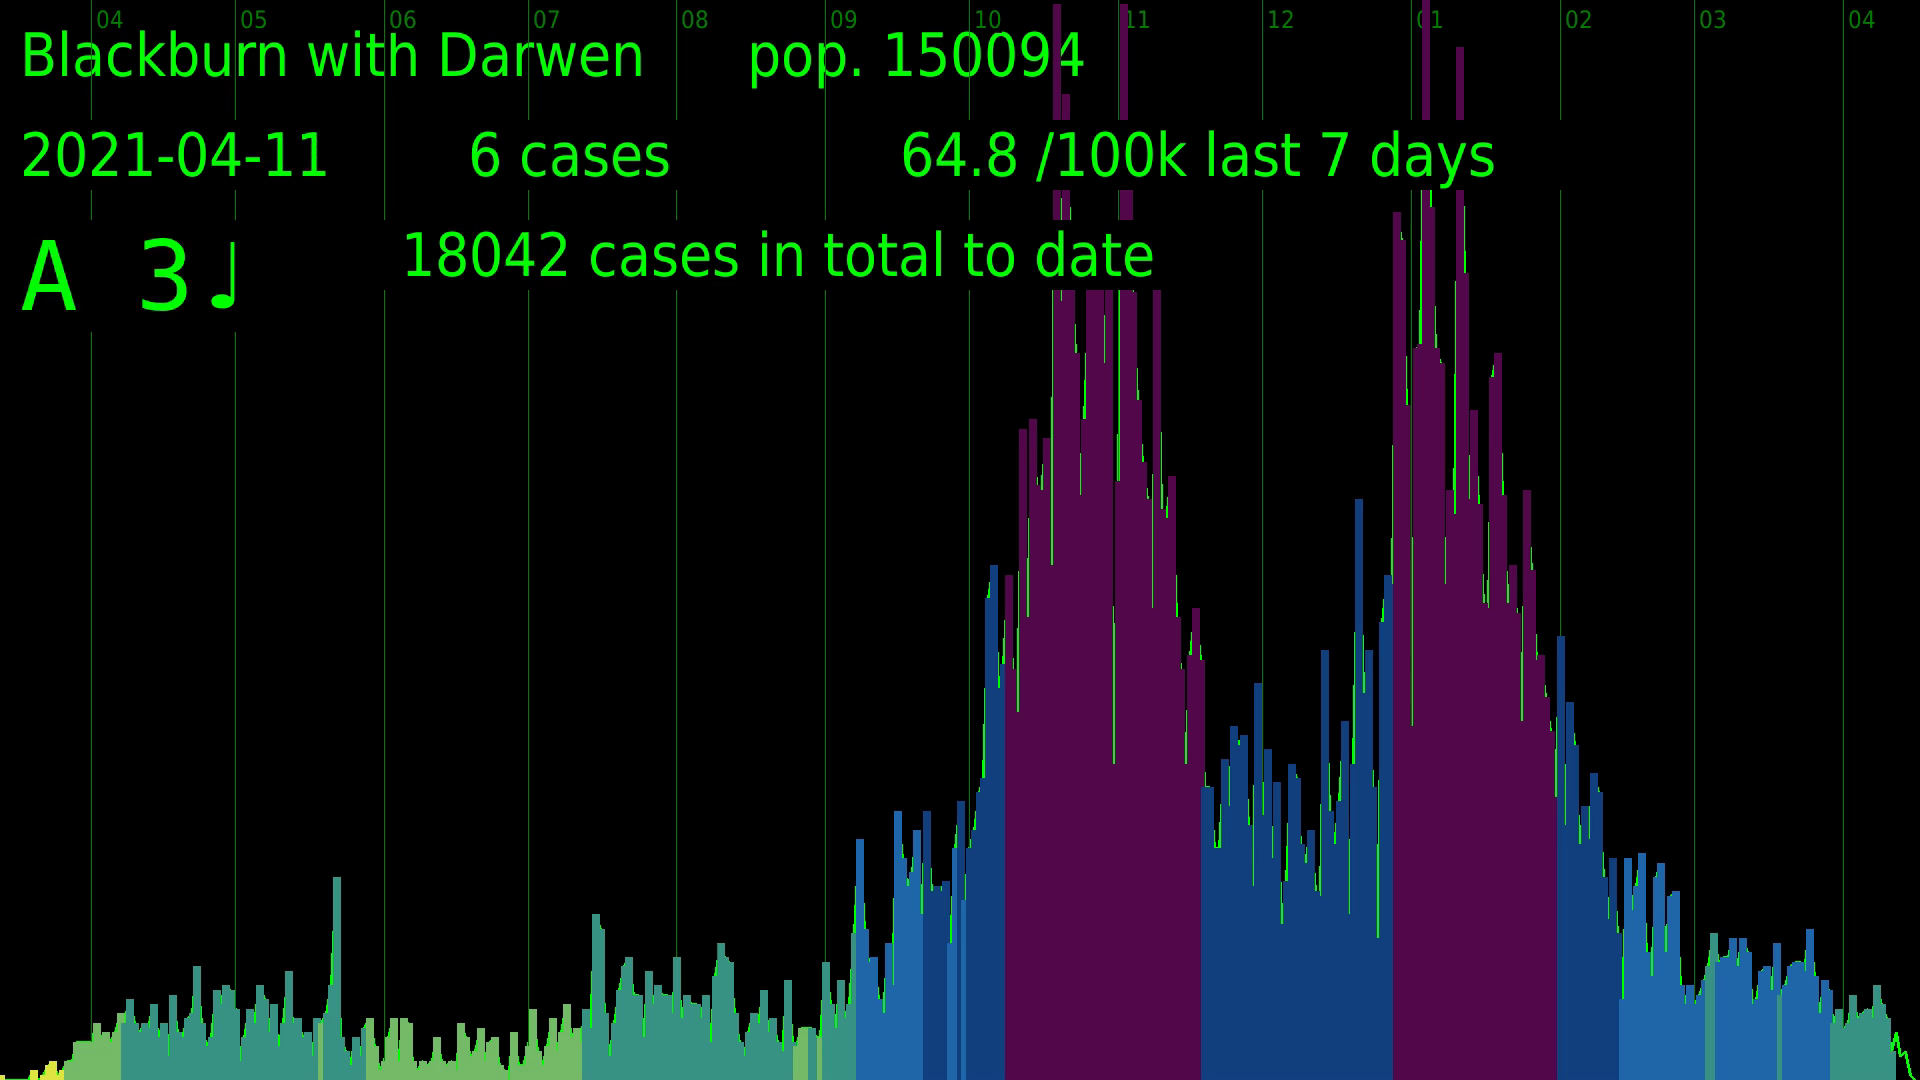 04 05 06 07 08 09 10 11 12 01 02 03 04
Blackburn with Darwen pop. 150094
2021-04-11 6 cases 64.8 /100k last 7 days
A 3♩ 18042 cases in total to date